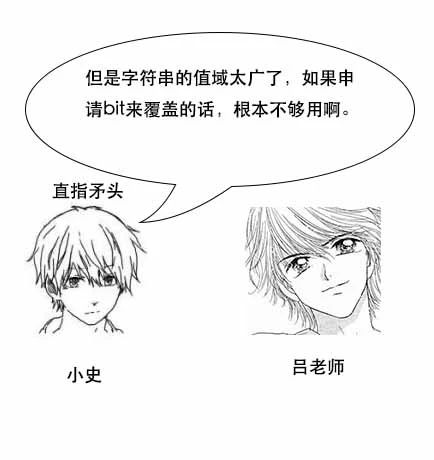 但是字符串的值域太广了，如果申
请bit来覆盖的话，根本不够用啊。
直指矛头
小史
吕老师